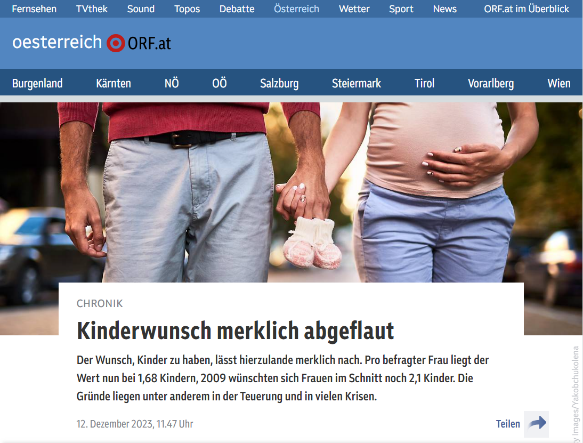 Fernsehen TVthek Sound Topos Debatte Österreich Wetter Sport News ORF.at im Überblick
oesterreich ORF.at
Burgenland Kärnten NÖ OÖ Salzburg Steiermark Tirol Vorarlberg Wien
CHRONIK
Kinderwunsch merklich abgeflaut
Der Wunsch, Kinder zu haben, lässt hierzulande merklich nach. Pro befragter Frau liegt der
Wert nun bei 1,68 Kindern, 2009 wünschten sich Frauen im Schnitt noch 2,1 Kinder. Die
Gründe liegen unter anderem in der Teuerung und in vielen Krisen.
12. Dezember 2023, 11.47 Uhr
Teilen
Images/Yakobchukolena